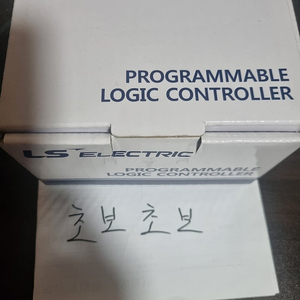 PROGRAMMABLE
LOGIC CONTROLLER
LS ELECTRIC
PROGRAMMABLE
LOGIC CONTROLLER
초보초보